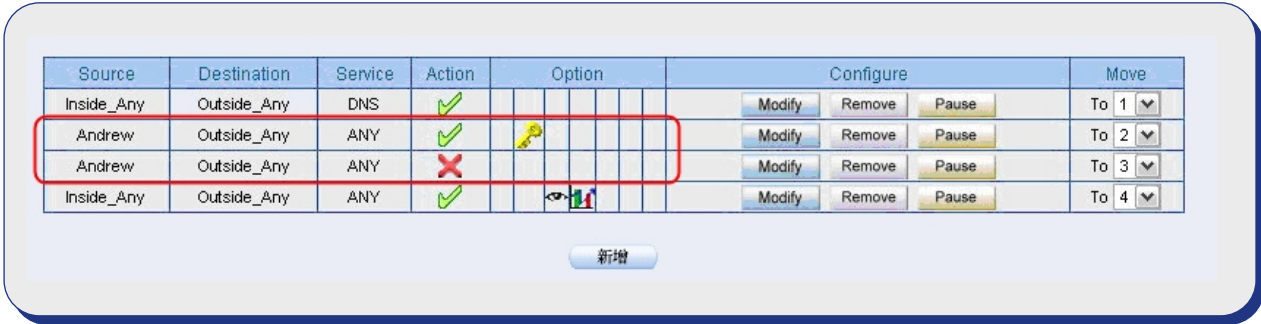 Source Destination Service Action Option Configure Move
Inside_Any Outside_Any DNS Modify Remove Pause To 1
Andrew Outside_Any ANY Modify Remove Pause To 2
Andrew Outside_Any ANY Modify Remove Pause To 3
Inside_Any Outside_Any ANY Modify Remove Pause To 4
新增